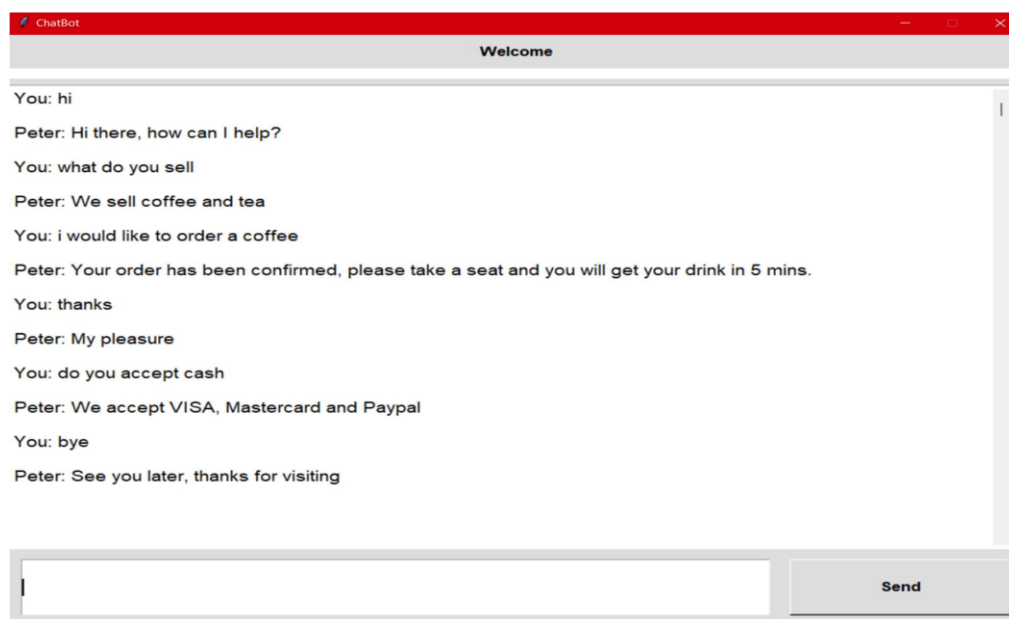 ChatBot
Welcome
You: hi
Peter: Hi there, how can I help?
You: what do you sell
Peter: We sell coffee and tea
You: i would like to order a coffee
Peter: Your order has been confirmed, please take a seat and you will get your drink in 5 mins.
You: thanks
Peter: My pleasure
You: do you accept cash
Peter: We accept VISA, Mastercard and Paypal
You: bye
Peter: See you later, thanks for visiting
Send